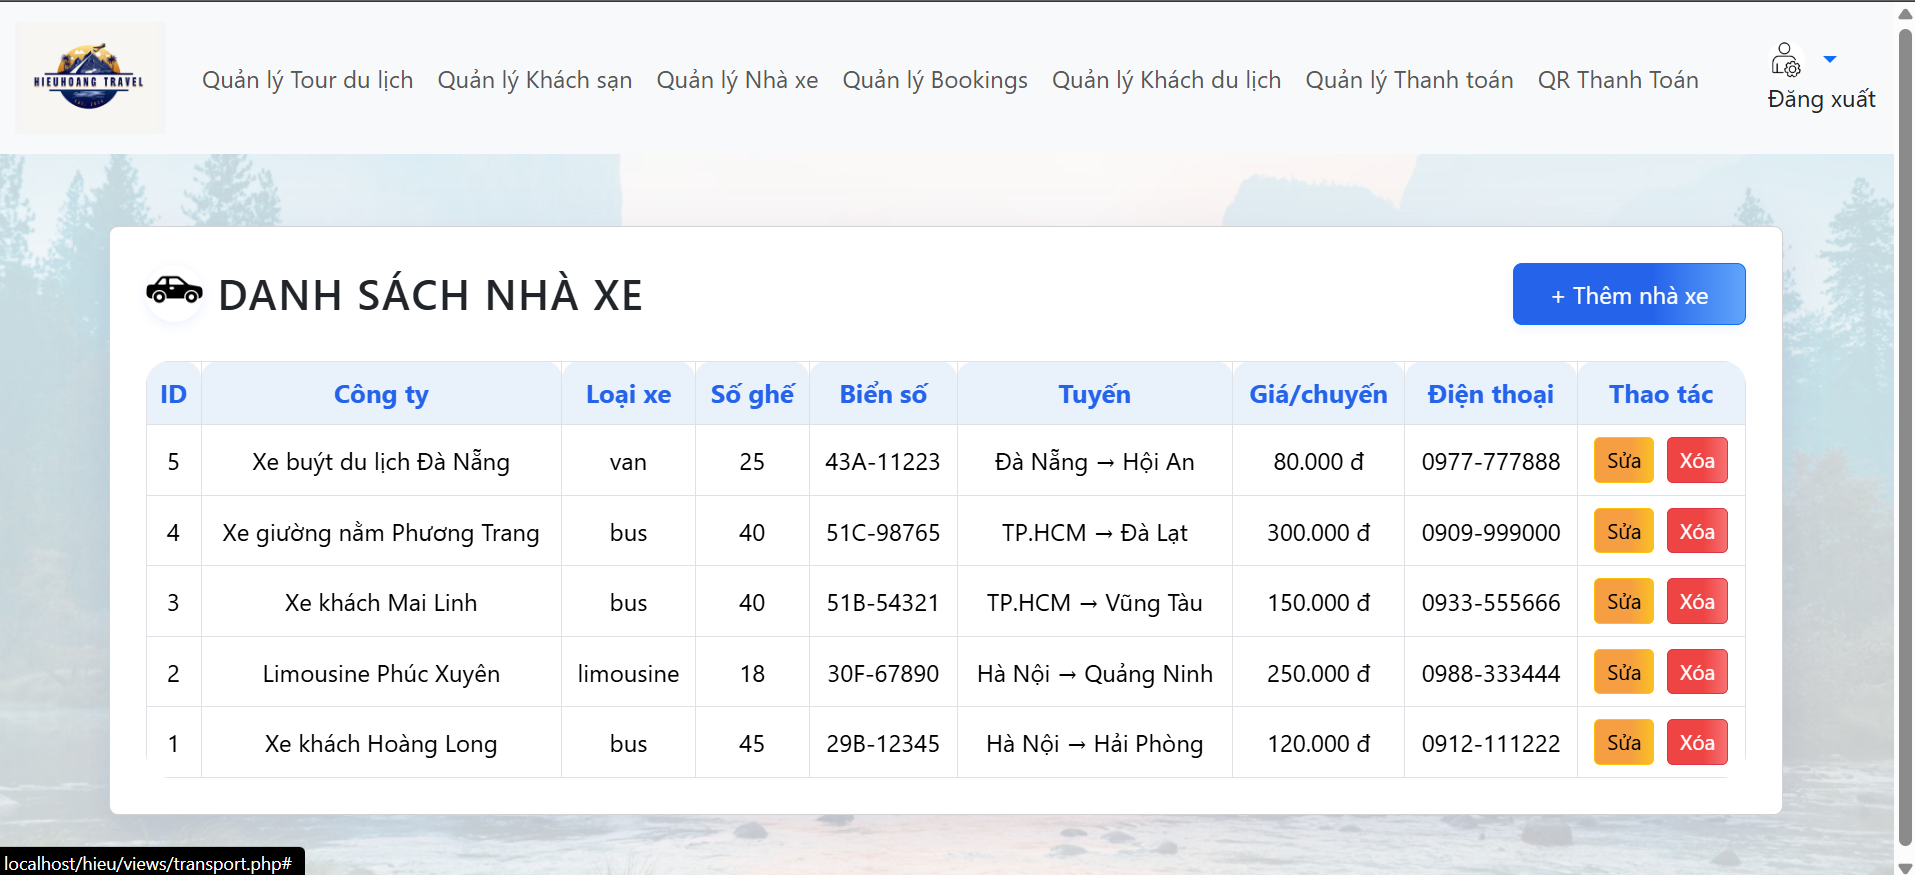 HIEUHOANG TRAVEL
Quản lý Tour du lịch Quản lý Khách sạn Quản lý Nhà xe Quản lý Bookings Quản lý Khách du lịch Quản lý Thanh toán QR Thanh Toán
Đăng xuất
DANH SÁCH NHÀ XE
+ Thêm nhà xe
ID Công ty Loại xe Số ghế Biển số Tuyến Giá/chuyến Điện thoại Thao tác
5 Xe buýt du lịch Đà Nẵng van 25 43A-11223 Đà Nẵng → Hội An 80.000 đ 0977-777888 Sửa Xóa
4 Xe giường nằm Phương Trang bus 40 51C-98765 TP.HCM → Đà Lạt 300.000 đ 0909-999000 Sửa Xóa
3 Xe khách Mai Linh bus 40 51B-54321 TP.HCM → Vũng Tàu 150.000 đ 0933-555666 Sửa Xóa
2 Limousine Phúc Xuyên limousine 18 30F-67890 Hà Nội → Quảng Ninh 250.000 đ 0988-333444 Sửa Xóa
1 Xe khách Hoàng Long bus 45 29B-12345 Hà Nội → Hải Phòng 120.000 đ 0912-111222 Sửa Xóa
localhost/hieu/views/transport.php#